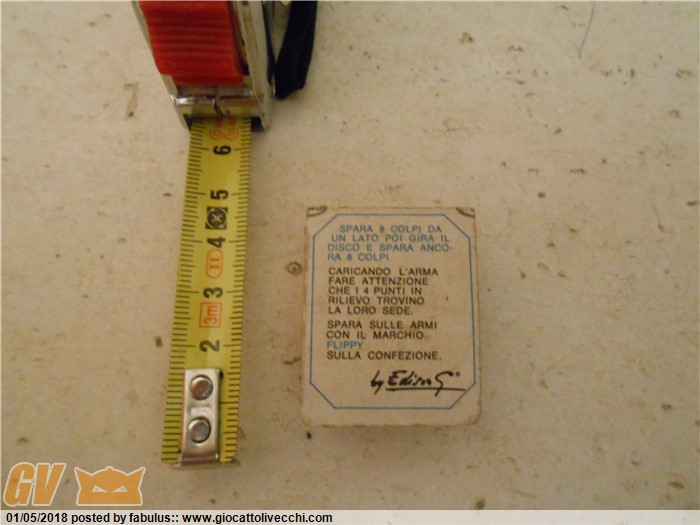 SPARA 8 COLPI DA
UN LATO POI GIRA IL
DISCO E SPARA ANCO-
RA 8 COLPI.
CARICANDO L'ARMA
FARE ATTENZIONE
CHE I 4 PUNTI IN
RILIEVO TROVINO
LA LORO SEDE.
SPARA SULLE ARMI
CON IL MARCHIO
FLIPPY
SULLA CONFEZIONE.
by Edison G
6
5
4
II
3
3m
2
GV
01/05/2018 posted by fabulus:: www.giocattolivecchi.com